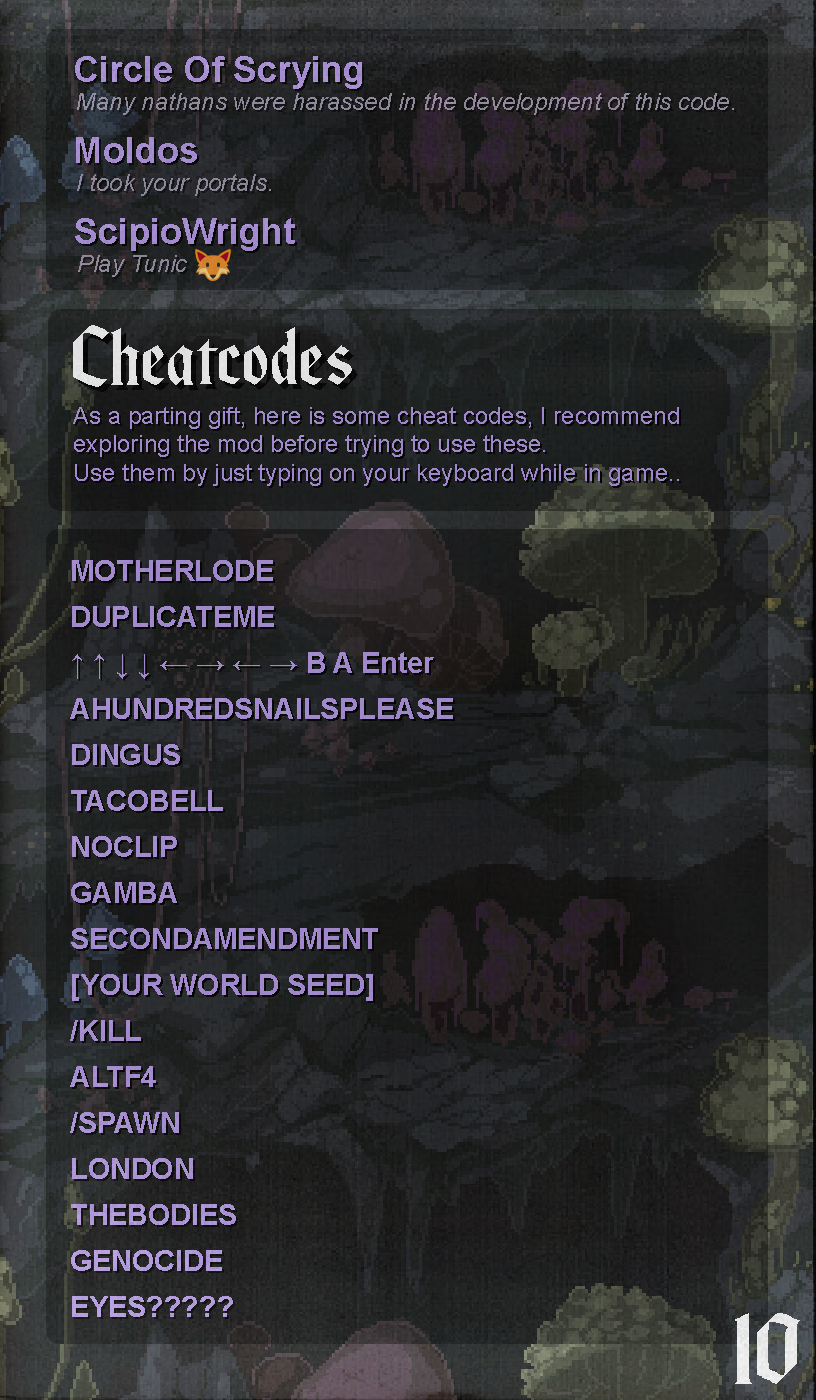 Circle Of Scrying
Many nathans were harassed in the development of this code.
Moldos
I took your portals.
ScipioWright
Play Tunic 🦊
Cheatcodes
As a parting gift, here is some cheat codes, I recommend
exploring the mod before trying to use these.
Use them by just typing on your keyboard while in game..
MOTHERLODE
DUPLICATEME
↑ ↑ ↓ ↓ ← → ← → B A Enter
AHUNDREDSNAILSPLEASE
DINGUS
TACOBELL
NOCLIP
GAMBA
SECONDAMENDMENT
[YOUR WORLD SEED]
/KILL
ALTF4
/SPAWN
LONDON
THEBODIES
GENOCIDE
EYES?????
10